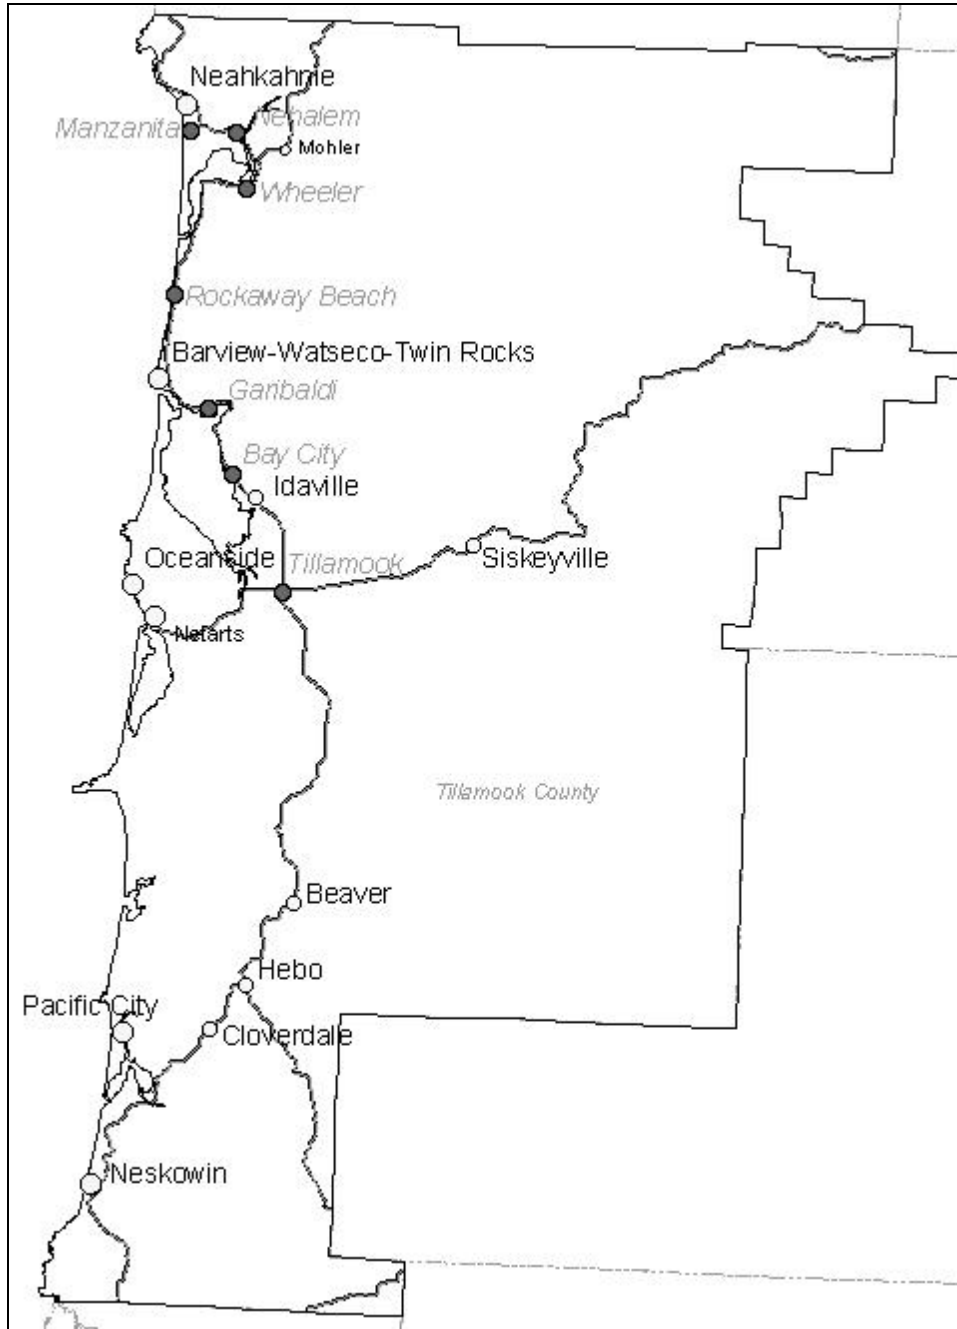 Neahkahnie
Manzanita
Nehalem
Mohler
Wheeler
Rockaway Beach
Barview-Watseco-Twin Rocks
Garibaldi
Bay City
Idaville
Oceanside
Tillamook
Siskeyville
Netarts
Tillamook County
Beaver
Hebo
Pacific City
Cloverdale
Neskowin